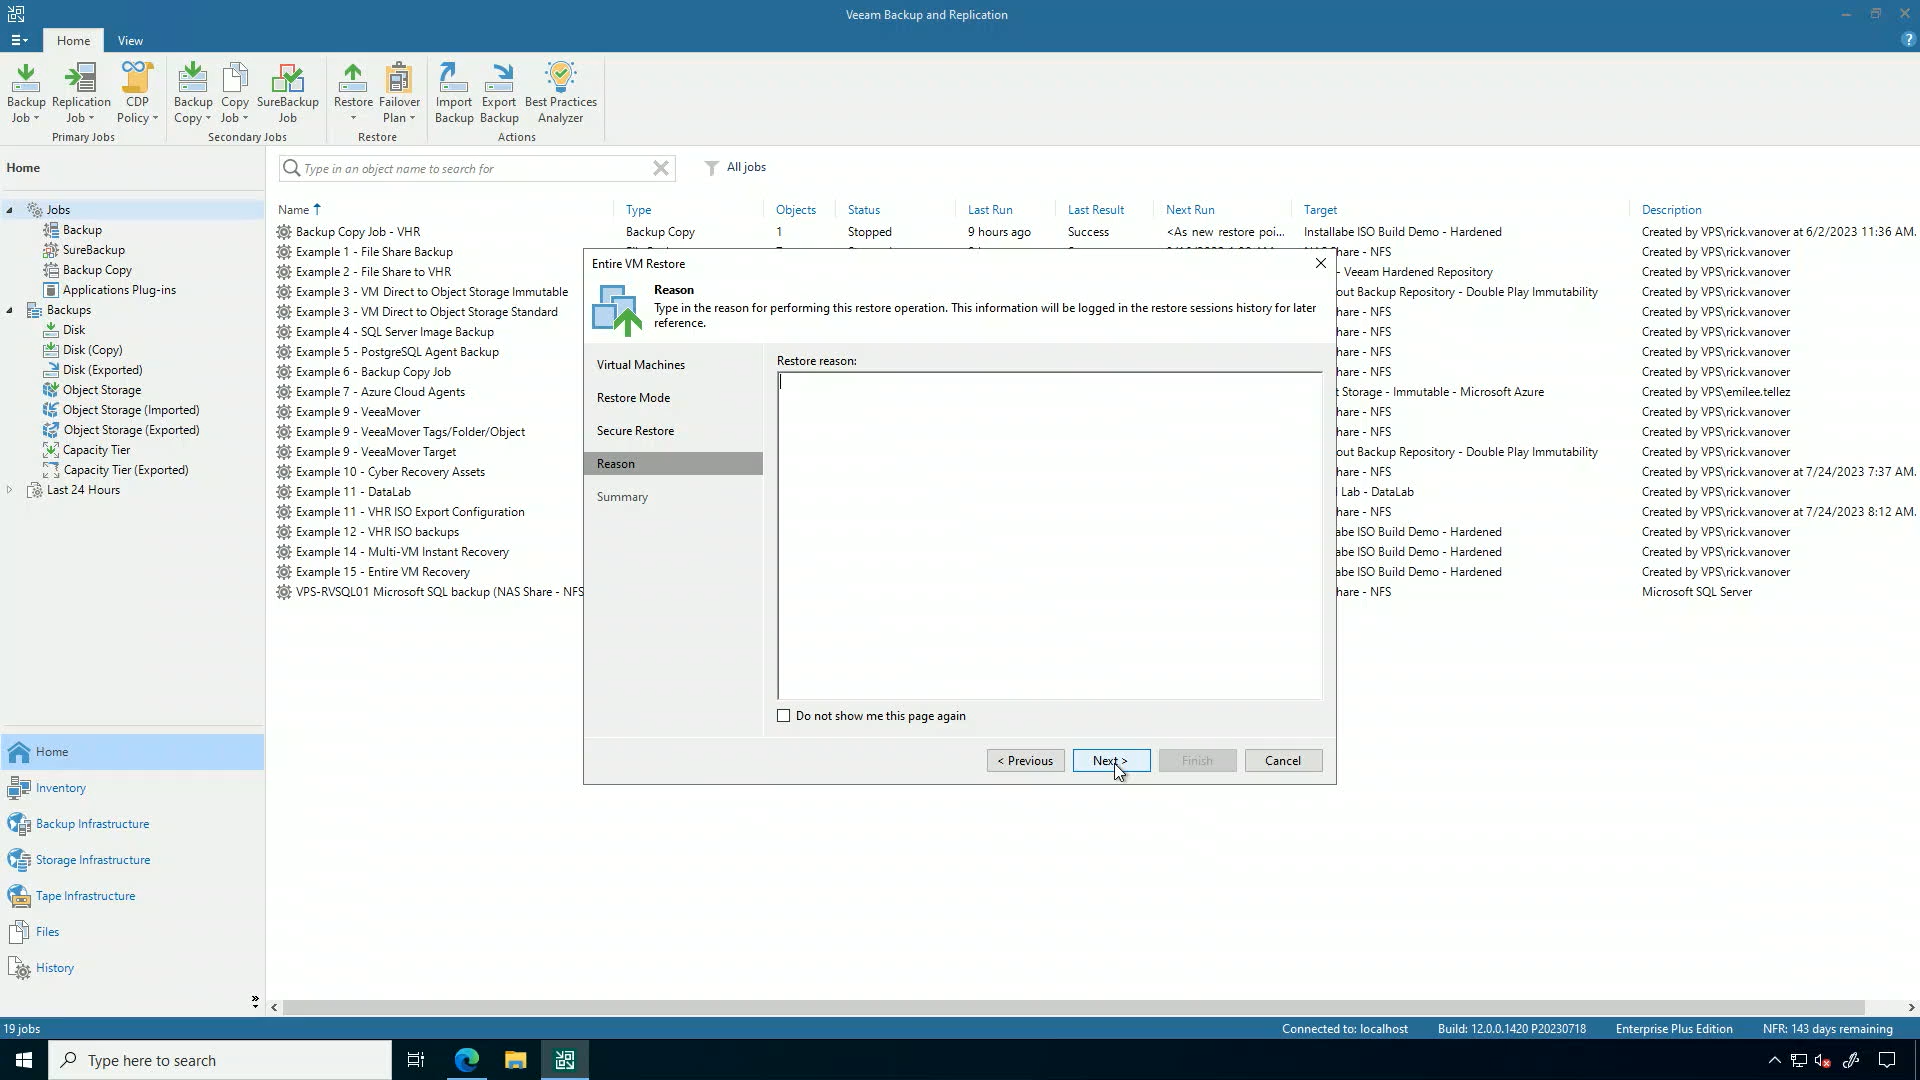 Veeam Backup and Replication
Home
View
Backup Job
Replication Job
CDP Policy
Primary Jobs
Backup Copy
Copy Job
SureBackup Job
Secondary Jobs
Restore
Failover Plan
Restore
Import Backup
Export Backup
Best Practices Analyzer
Actions
Home
Type in an object name to search for
All jobs
Jobs
Backup
SureBackup
Backup Copy
Applications Plug-ins
Backups
Disk
Disk (Copy)
Disk (Exported)
Object Storage
Object Storage (Imported)
Object Storage (Exported)
Capacity Tier
Capacity Tier (Exported)
Last 24 Hours
Name Type Objects Status Last Run Last Result Next Run Target Description
Backup Copy Job - VHR Backup Copy 1 Stopped 9 hours ago Success <As new restore poi... Installabe ISO Build Demo - Hardened Created by VPS\rick.vanover at 6/2/2023 11:36 AM.
Example 1 - File Share Backup hare - NFS Created by VPS\rick.vanover
Example 2 - File Share to VHR - Veeam Hardened Repository Created by VPS\rick.vanover
Example 3 - VM Direct to Object Storage Immutable out Backup Repository - Double Play Immutability Created by VPS\rick.vanover
Example 3 - VM Direct to Object Storage Standard hare - NFS Created by VPS\rick.vanover
Example 4 - SQL Server Image Backup hare - NFS Created by VPS\rick.vanover
Example 5 - PostgreSQL Agent Backup hare - NFS Created by VPS\rick.vanover
Example 6 - Backup Copy Job hare - NFS Created by VPS\rick.vanover
Example 7 - Azure Cloud Agents t Storage - Immutable - Microsoft Azure Created by VPS\emilee.tellez
Example 9 - VeeaMover hare - NFS Created by VPS\rick.vanover
Example 9 - VeeaMover Tags/Folder/Object hare - NFS Created by VPS\rick.vanover
Example 9 - VeeaMover Target out Backup Repository - Double Play Immutability Created by VPS\rick.vanover
Example 10 - Cyber Recovery Assets hare - NFS Created by VPS\rick.vanover at 7/24/2023 7:37 AM.
Example 11 - DataLab l Lab - DataLab Created by VPS\rick.vanover
Example 11 - VHR ISO Export Configuration hare - NFS Created by VPS\rick.vanover at 7/24/2023 8:12 AM.
Example 12 - VHR ISO backups abe ISO Build Demo - Hardened Created by VPS\rick.vanover
Example 14 - Multi-VM Instant Recovery abe ISO Build Demo - Hardened Created by VPS\rick.vanover
Example 15 - Entire VM Recovery abe ISO Build Demo - Hardened Created by VPS\rick.vanover
VPS-RVSQL01 Microsoft SQL backup (NAS Share - NFS hare - NFS Microsoft SQL Server
Entire VM Restore
Reason
Type in the reason for performing this restore operation. This information will be logged in the restore sessions history for later
reference.
Virtual Machines
Restore Mode
Secure Restore
Reason
Summary
Restore reason:
Do not show me this page again
< Previous
Next >
Finish
Cancel
Home
Inventory
Backup Infrastructure
Storage Infrastructure
Tape Infrastructure
Files
History
19 jobs
Connected to: localhost
Build: 12.0.0.1420 P20230718
Enterprise Plus Edition
NFR: 143 days remaining
Type here to search